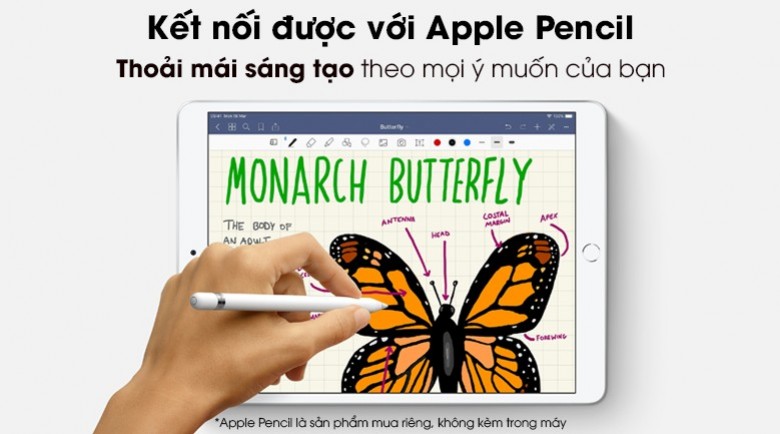 Kết nối được với Apple Pencil
Thoải mái sáng tạo theo mọi ý muốn của bạn
Butterfly
MONARCH BUTTERFLY
THE BODY OF
AN ADULT
ANTENNA
HEAD
COSTAL
MARGIN
APEX
FOREWING
*Apple Pencil là sản phẩm mua riêng, không kèm trong máy